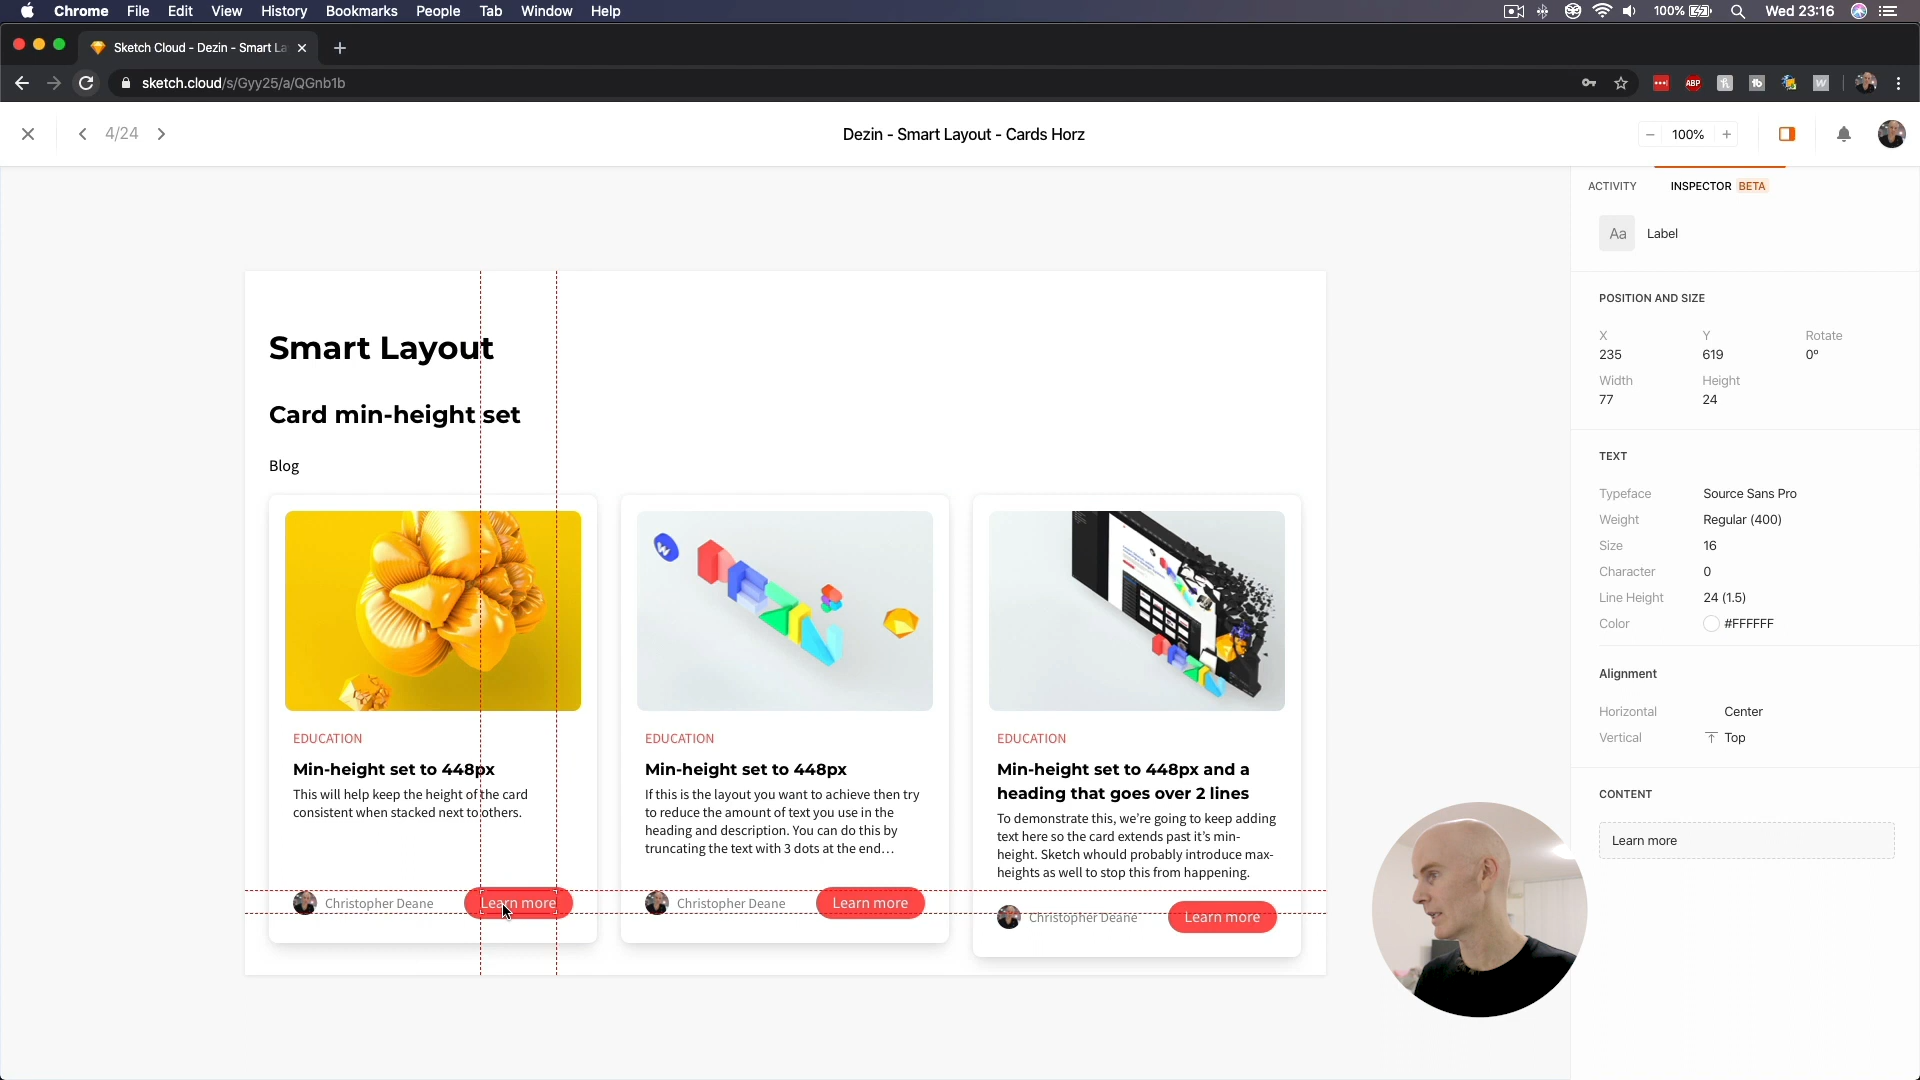 Chrome File Edit View History Bookmarks People Tab Window Help
100% Wed 23:16
Sketch Cloud - Dezin - Smart La
sketch.cloud/s/Gyy25/a/QGnb1b
ABP
4/24
Dezin - Smart Layout - Cards Horz
100%
ACTIVITY
INSPECTOR BETA
Aa Label
POSITION AND SIZE
X Y Rotate
235 619 0°
Width Height
77 24
TEXT
Typeface Source Sans Pro
Weight Regular (400)
Size 16
Character 0
Line Height 24 (1.5)
Color #FFFFFF
Alignment
Horizontal Center
Vertical Top
CONTENT
Learn more
Smart Layout
Card min-height set
Blog
EDUCATION
Min-height set to 448px
This will help keep the height of the card
consistent when stacked next to others.
Christopher Deane
Learn more
EDUCATION
Min-height set to 448px
If this is the layout you want to achieve then try
to reduce the amount of text you use in the
heading and description. You can do this by
truncating the text with 3 dots at the end...
Christopher Deane
Learn more
EDUCATION
Min-height set to 448px and a
heading that goes over 2 lines
To demonstrate this, we're going to keep adding
text here so the card extends past it's min-
height. Sketch whould probably introduce max-
heights as well to stop this from happening.
Christopher Deane
Learn more